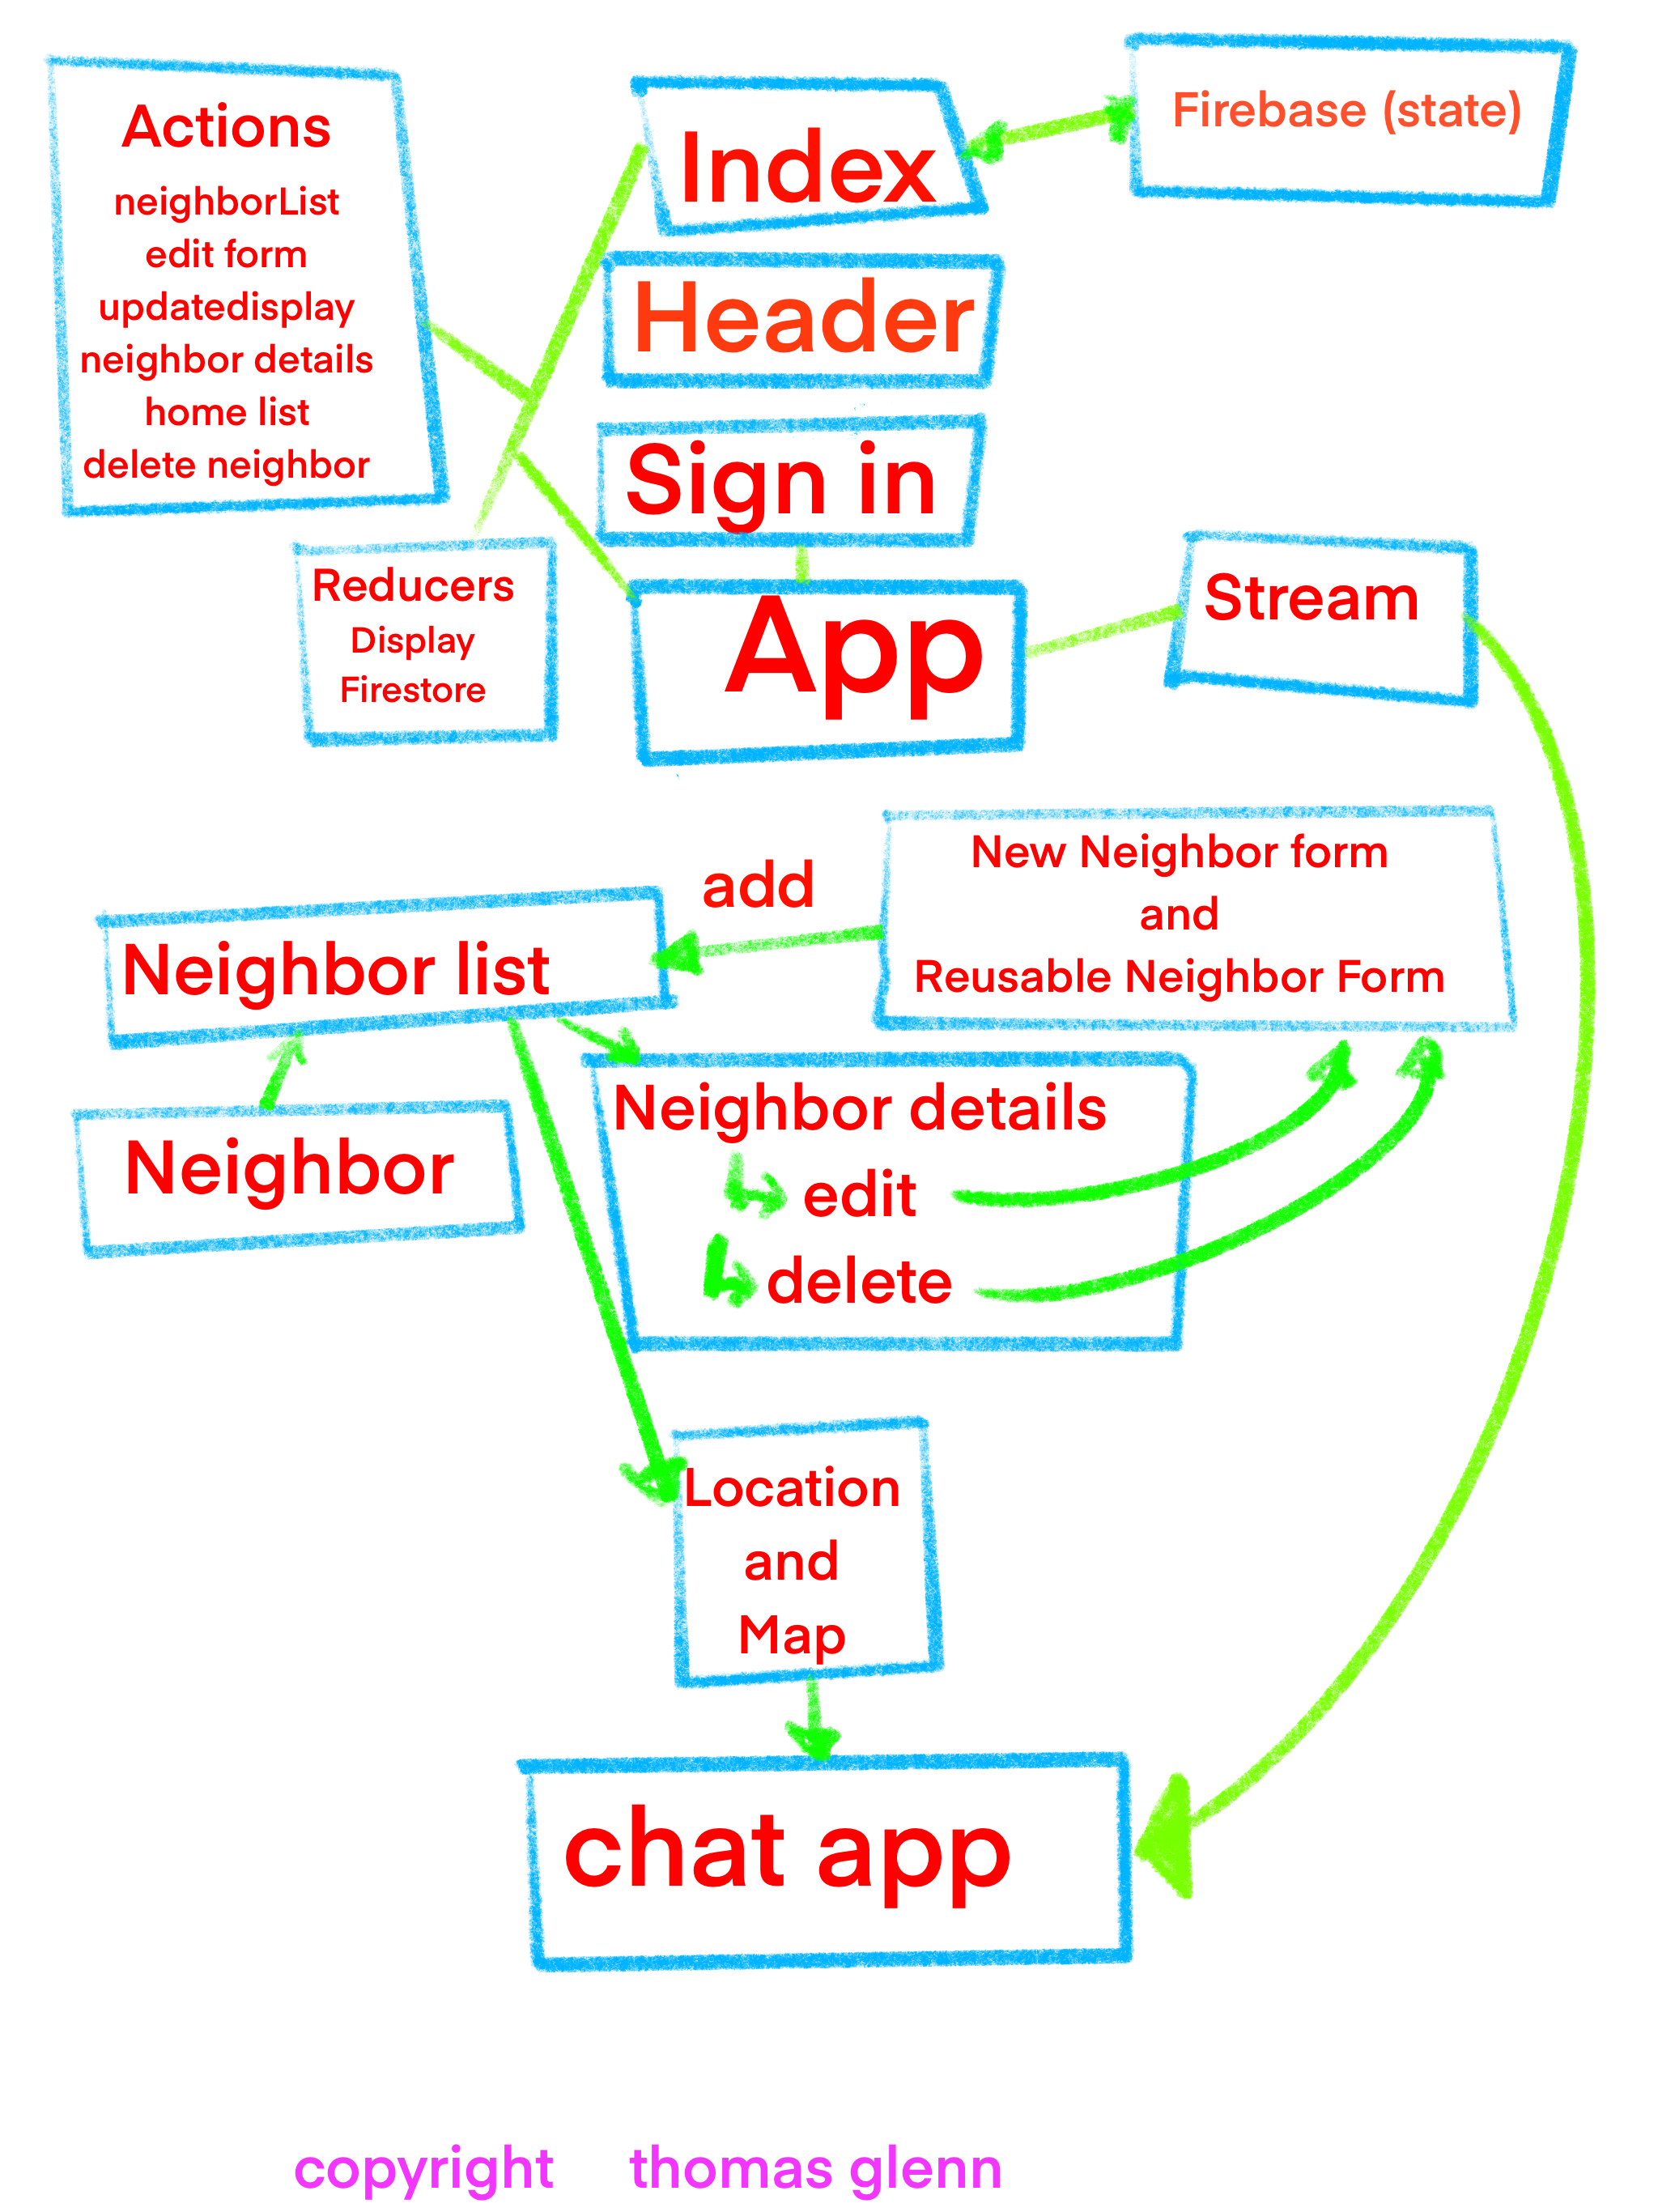 Actions
neighborList
edit form
updatedisplay
neighbor details
home list
delete neighbor
Index
Firebase (state)
Header
Sign in
Reducers
Display
Firestore
App
Stream
New Neighbor form
and
Reusable Neighbor Form
add
Neighbor list
Neighbor
Neighbor details
edit
delete
Location
and
Map
chat app
copyright thomas glenn